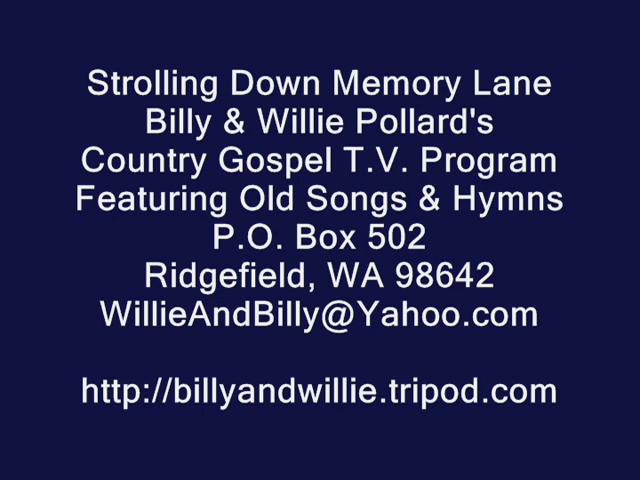 Strolling Down Memory Lane
Billy & Willie Pollard's
Country Gospel T.V. Program
Featuring Old Songs & Hymns
P.O. Box 502
Ridgefield, WA 98642
WillieAndBilly@Yahoo.com
http://billyandwillie.tripod.com